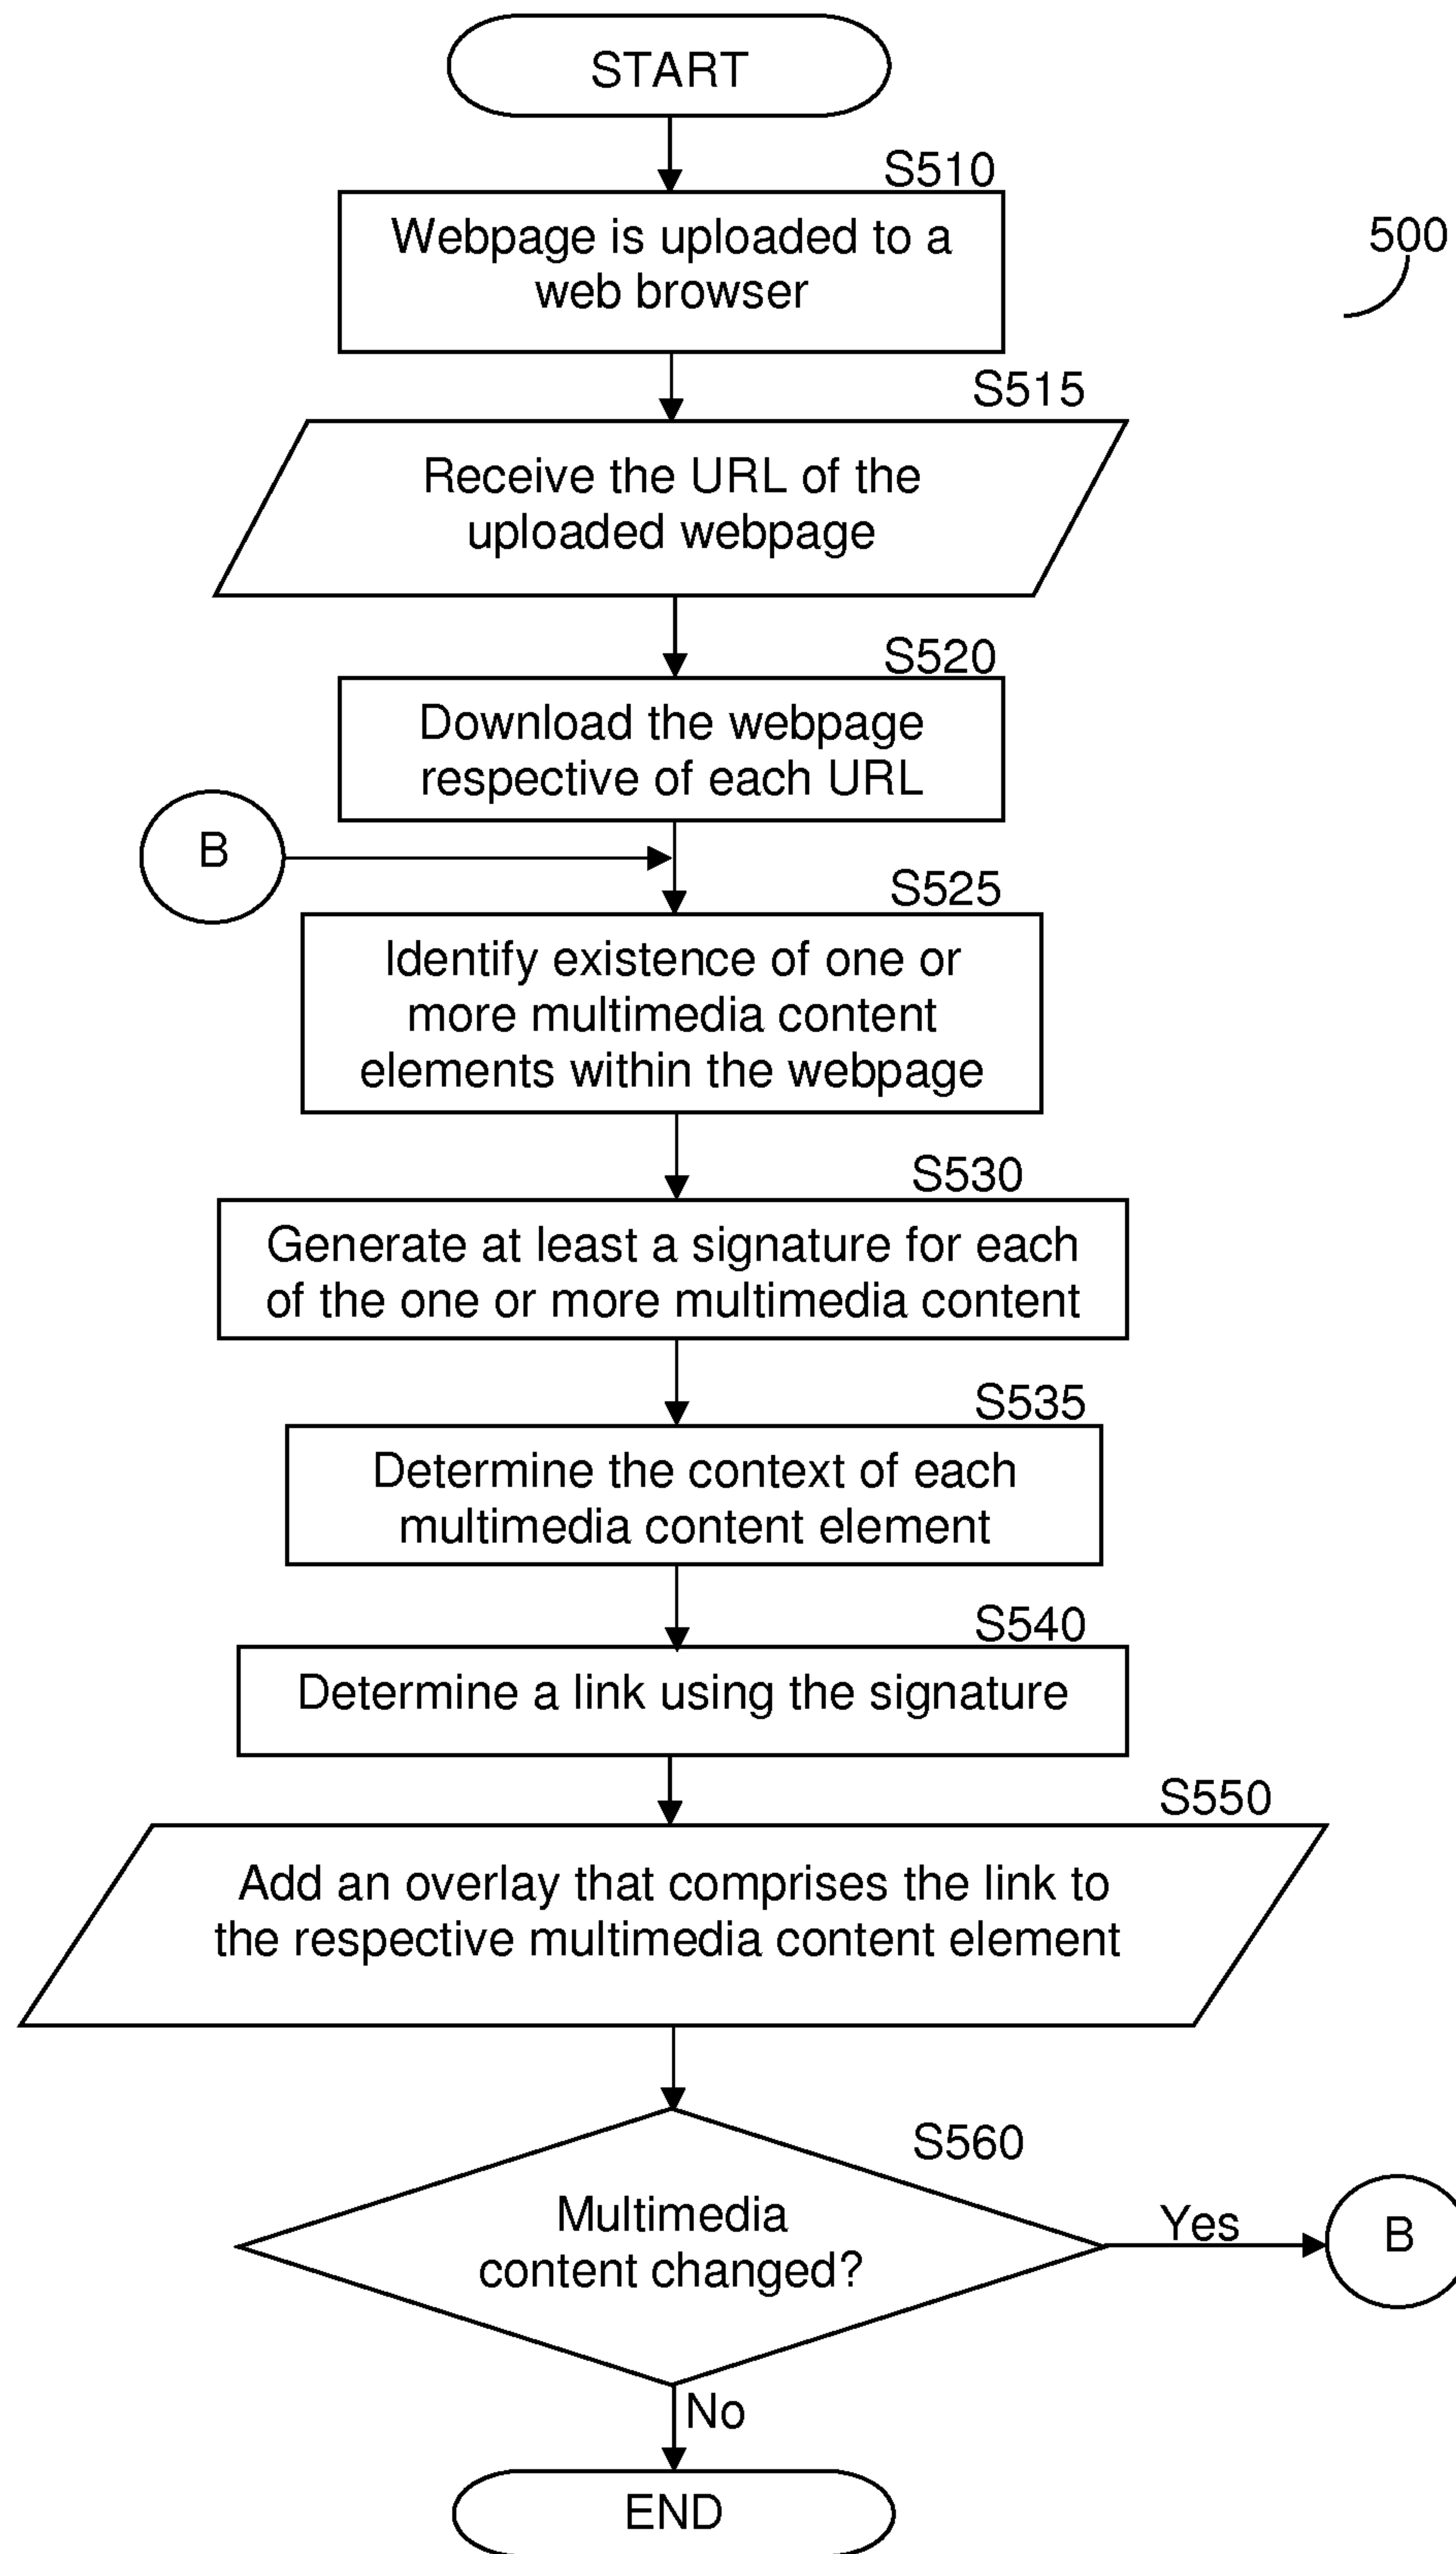 START
S510
Webpage is uploaded to a
web browser
500
S515
Receive the URL of the
uploaded webpage
S520
Download the webpage
respective of each URL
B
S525
Identify existence of one or
more multimedia content
elements within the webpage
S530
Generate at least a signature for each
of the one or more multimedia content
S535
Determine the context of each
multimedia content element
S540
Determine a link using the signature
S550
Add an overlay that comprises the link to
the respective multimedia content element
S560
Multimedia
content changed?
Yes
B
No
END